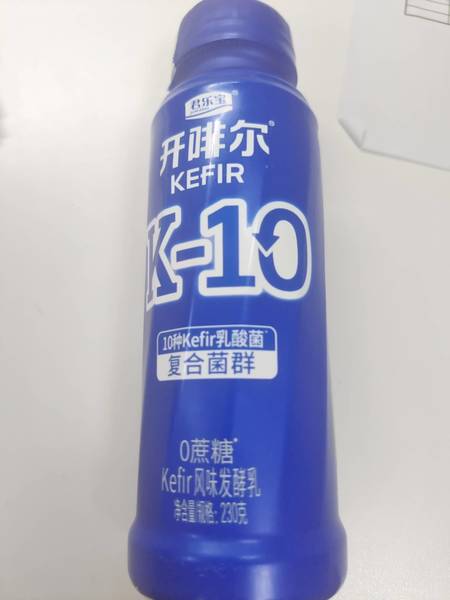 君乐宝
开啡尔®
KEFIR
K-10
10种Kefir乳酸菌*
复合菌群
0蔗糖*
Kefir风味发酵乳
净含量/规格: 230克